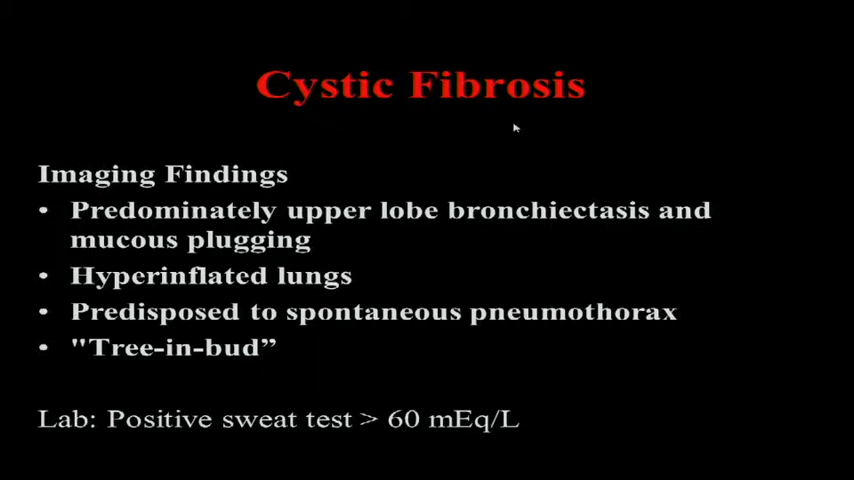 Cystic Fibrosis
Imaging Findings
• Predominately upper lobe bronchiectasis and
mucous plugging
• Hyperinflated lungs
• Predisposed to spontaneous pneumothorax
• "Tree-in-bud”
Lab: Positive sweat test > 60 mEq/L